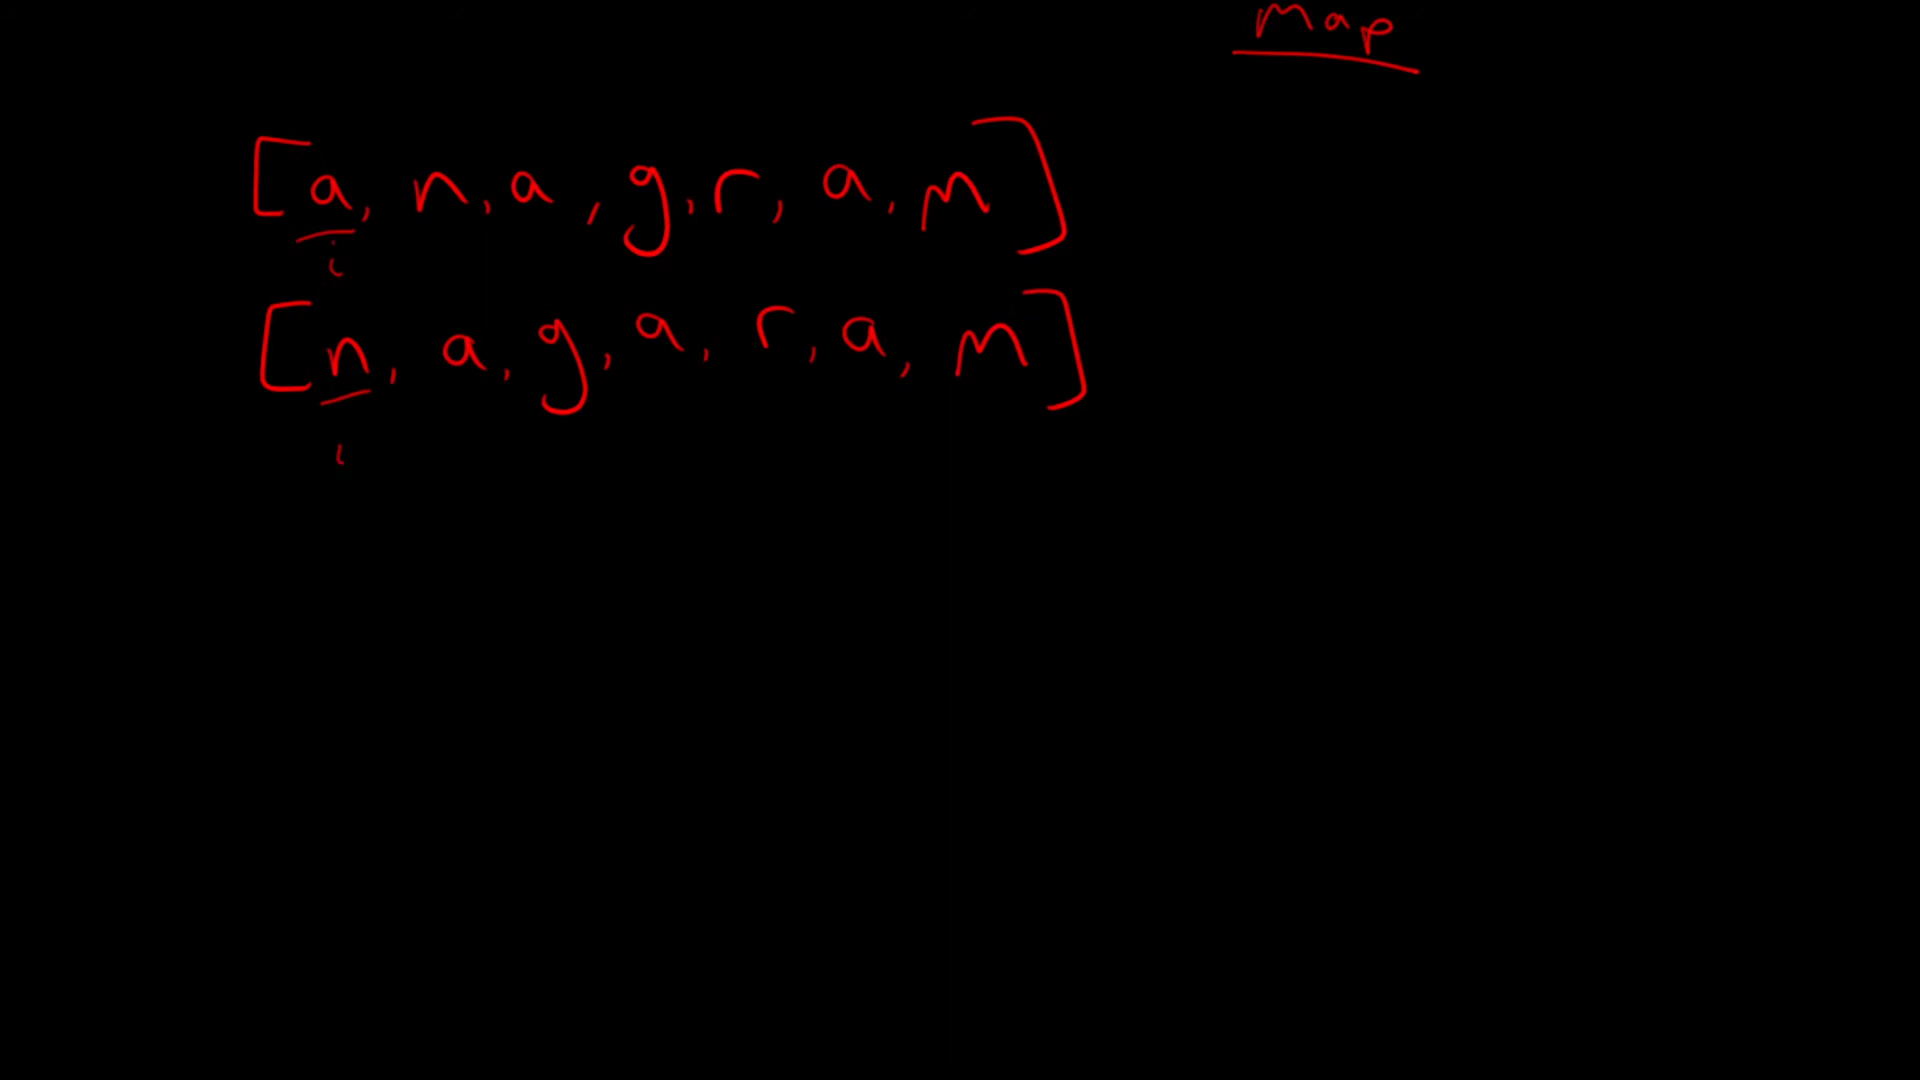 map
[a, n, a, g, r, a, m]
i
[n, a, g, a, r, a, m]
i